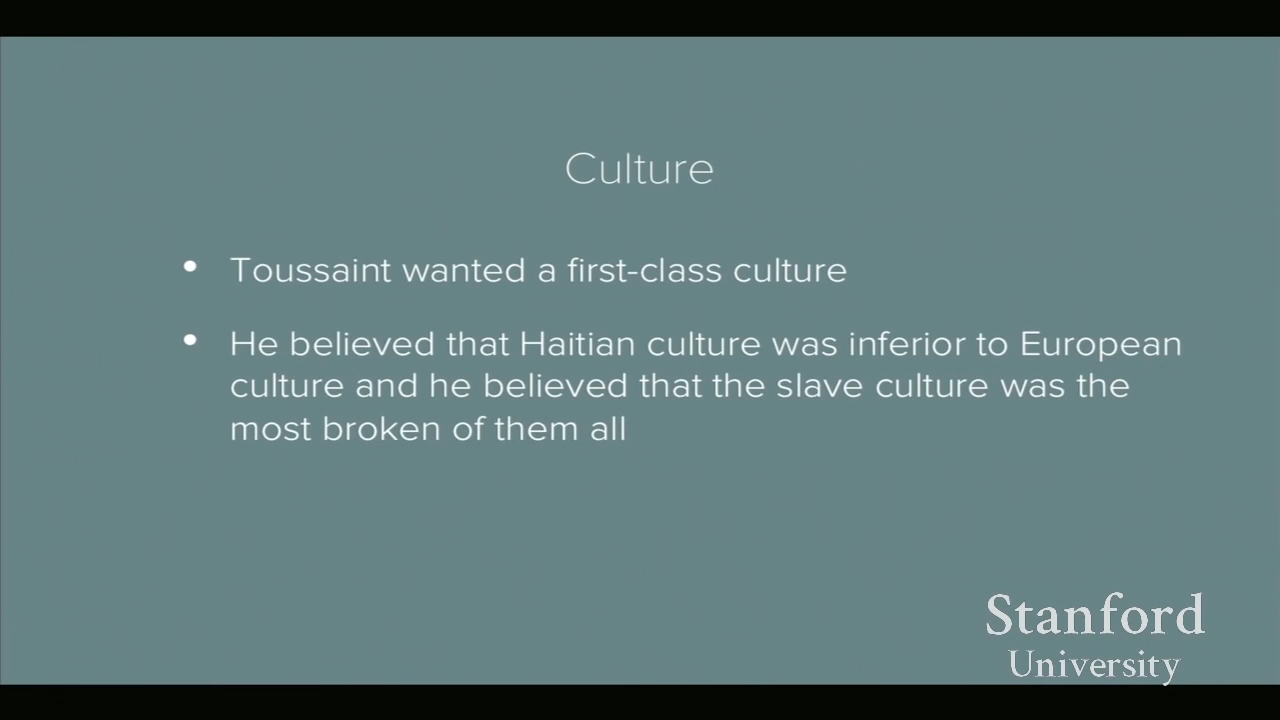 Culture
• Toussaint wanted a first-class culture
• He believed that Haitian culture was inferior to European
culture and he believed that the slave culture was the
most broken of them all
Stanford
University